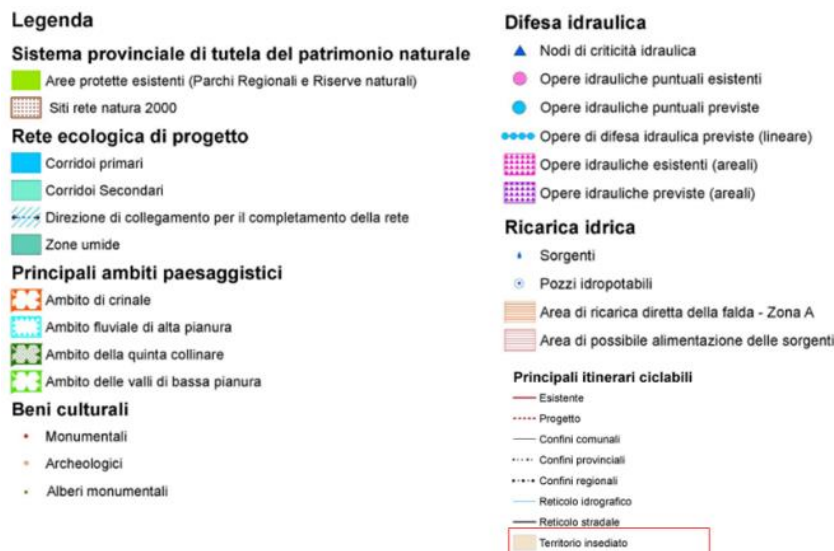 Legenda
Sistema provinciale di tutela del patrimonio naturale
Aree protette esistenti (Parchi Regionali e Riserve naturali)
Siti rete natura 2000
Rete ecologica di progetto
Corridoi primari
Corridoi Secondari
Direzione di collegamento per il completamento della rete
Zone umide
Principali ambiti paesaggistici
Ambito di crinale
Ambito fluviale di alta pianura
Ambito della quinta collinare
Ambito delle valli di bassa pianura
Beni culturali
Monumentali
Archeologici
Alberi monumentali
Difesa idraulica
Nodi di criticità idraulica
Opere idrauliche puntuali esistenti
Opere idrauliche puntuali previste
Opere di difesa idraulica previste (lineare)
Opere idrauliche esistenti (areali)
Opere idrauliche previste (areali)
Ricarica idrica
Sorgenti
Pozzi idropotabili
Area di ricarica diretta della falda - Zona A
Area di possibile alimentazione delle sorgenti
Principali itinerari ciclabili
Esistente
Progetto
Confini comunali
Confini provinciali
Confini regionali
Reticolo idrografico
Reticolo stradale
Territorio insediato